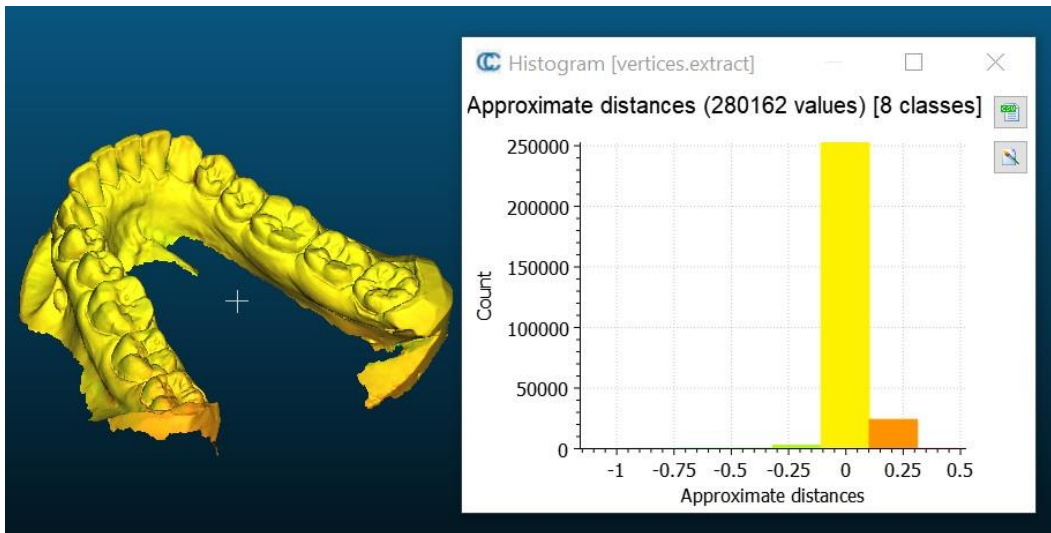 Histogram [vertices.extract]
Approximate distances (280162 values) [8 classes]
CSV
250000
200000
150000
100000
50000
0
Count
-1 -0.75 -0.5 -0.25 0 0.25 0.5
Approximate distances